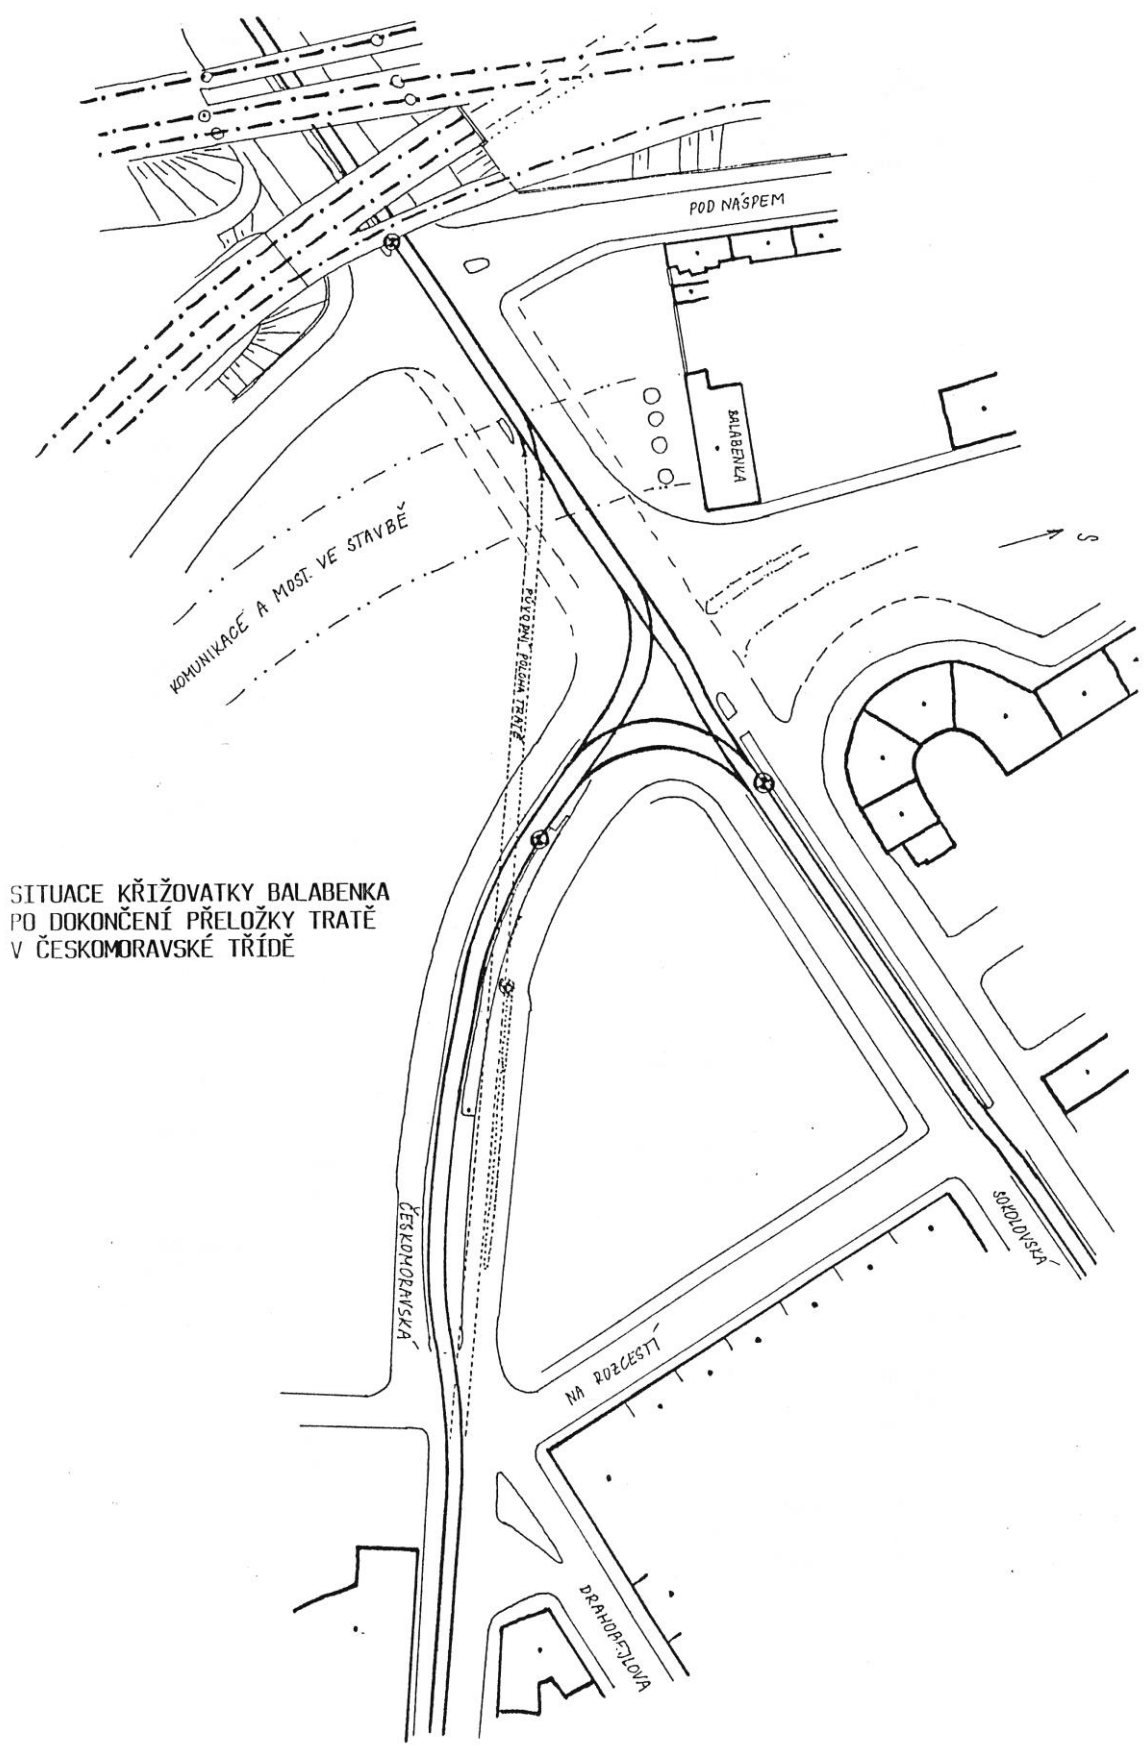 POD NÁSPEM
BALABENKA
S
KOMUNIKACE A MOST. VE STAVBĚ
PŮVODNÍ POLOHA TRATĚ
SITUACE KŘIŽOVATKY BALABENKA
PO DOKONČENÍ PŘELOŽKY TRATĚ
V ČESKOMORAVSKÉ TŘÍDĚ
ČESKOMORAVSKÁ
SOKOLOVSKÁ
NA ROZCESTÍ
DRAHOBEJLOVA